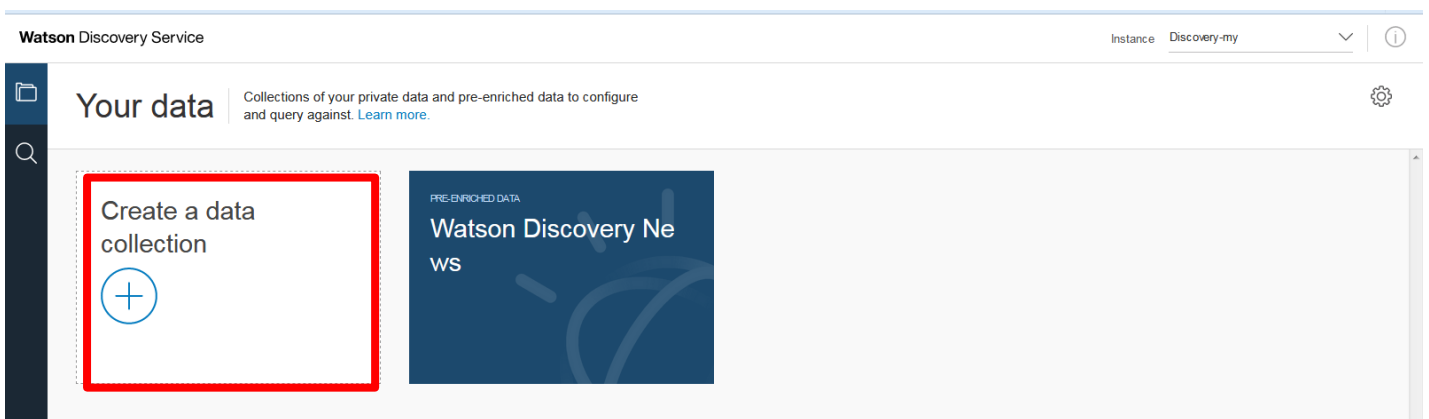 Watson Discovery Service
Instance Discovery-my
Your data
Collections of your private data and pre-enriched data to configure
and query against. Learn more.
Create a data
collection
PRE-ENRICHED DATA
Watson Discovery Ne
ws